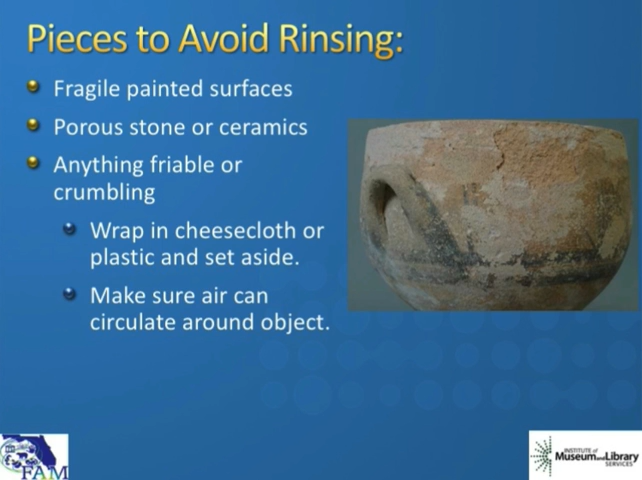 Pieces to Avoid Rinsing:
Fragile painted surfaces
Porous stone or ceramics
Anything friable or
crumbling
Wrap in cheesecloth or
plastic and set aside.
Make sure air can
circulate around object.
FAM
INSTITUTE of
Museum and Library
SERVICES